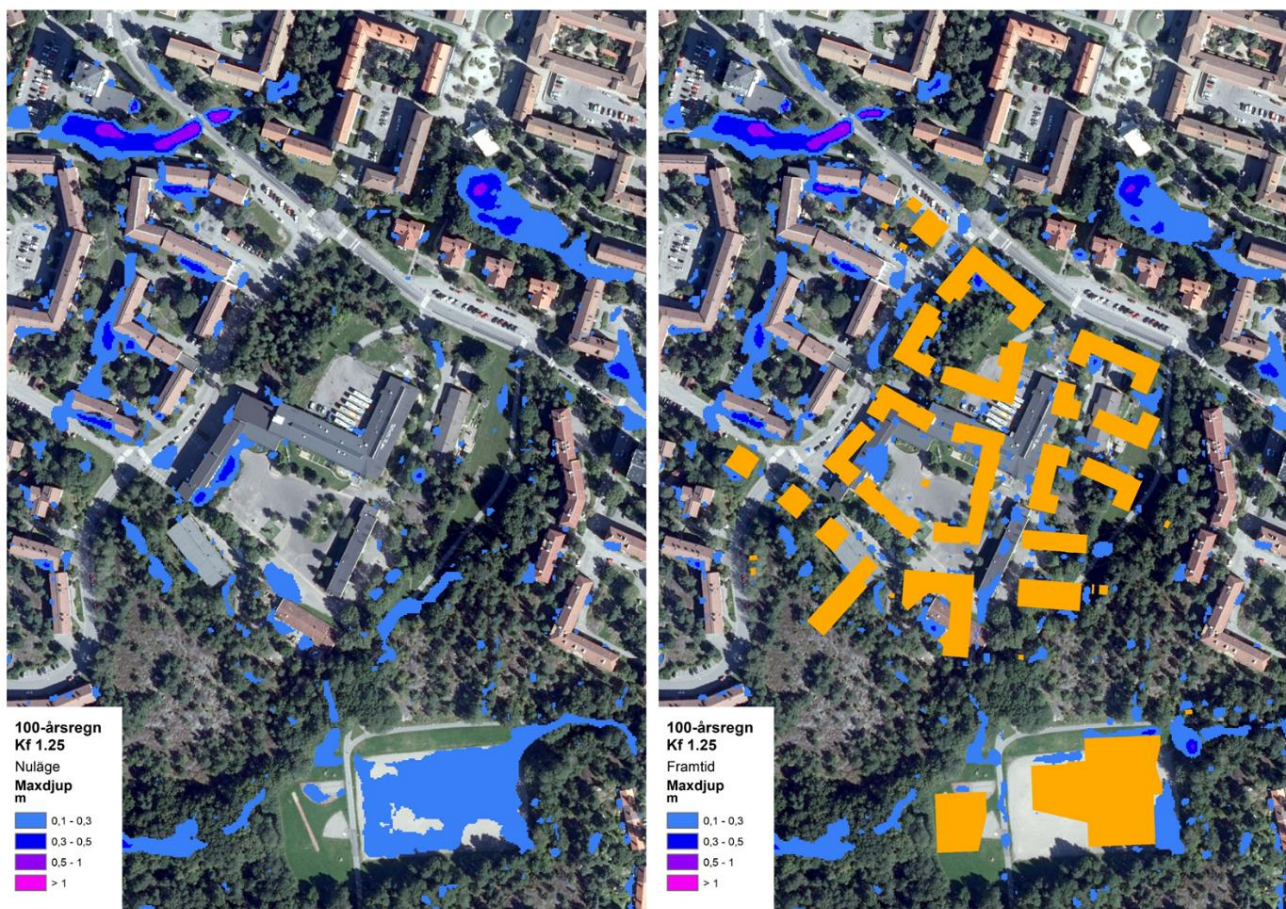 100-årsregn
Kf 1.25
Nuläge
Maxdjup
m
0,1 - 0,3
0,3 - 0,5
0,5 - 1
> 1
100-årsregn
Kf 1.25
Framtid
Maxdjup
m
0,1 - 0,3
0,3 - 0,5
0,5 - 1
> 1